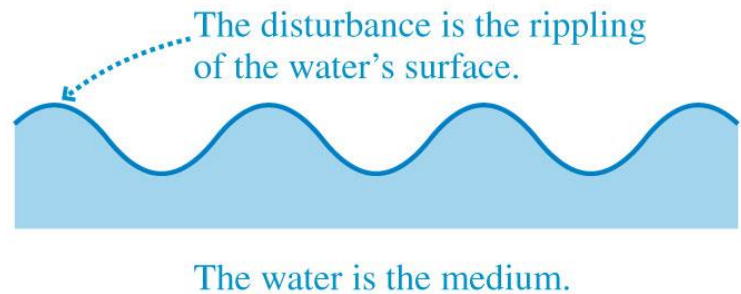 The disturbance is the rippling
of the water's surface.
The water is the medium.